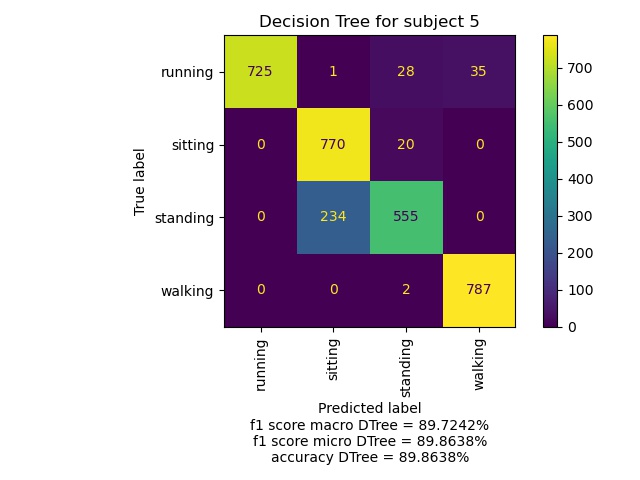 Decision Tree for subject 5
running 725 1 28 35
sitting 0 770 20 0
standing 0 234 555 0
walking 0 0 2 787
True label
running sitting standing walking
Predicted label
f1 score macro DTree = 89.7242%
f1 score micro DTree = 89.8638%
accuracy DTree = 89.8638%
700
600
500
400
300
200
100
0